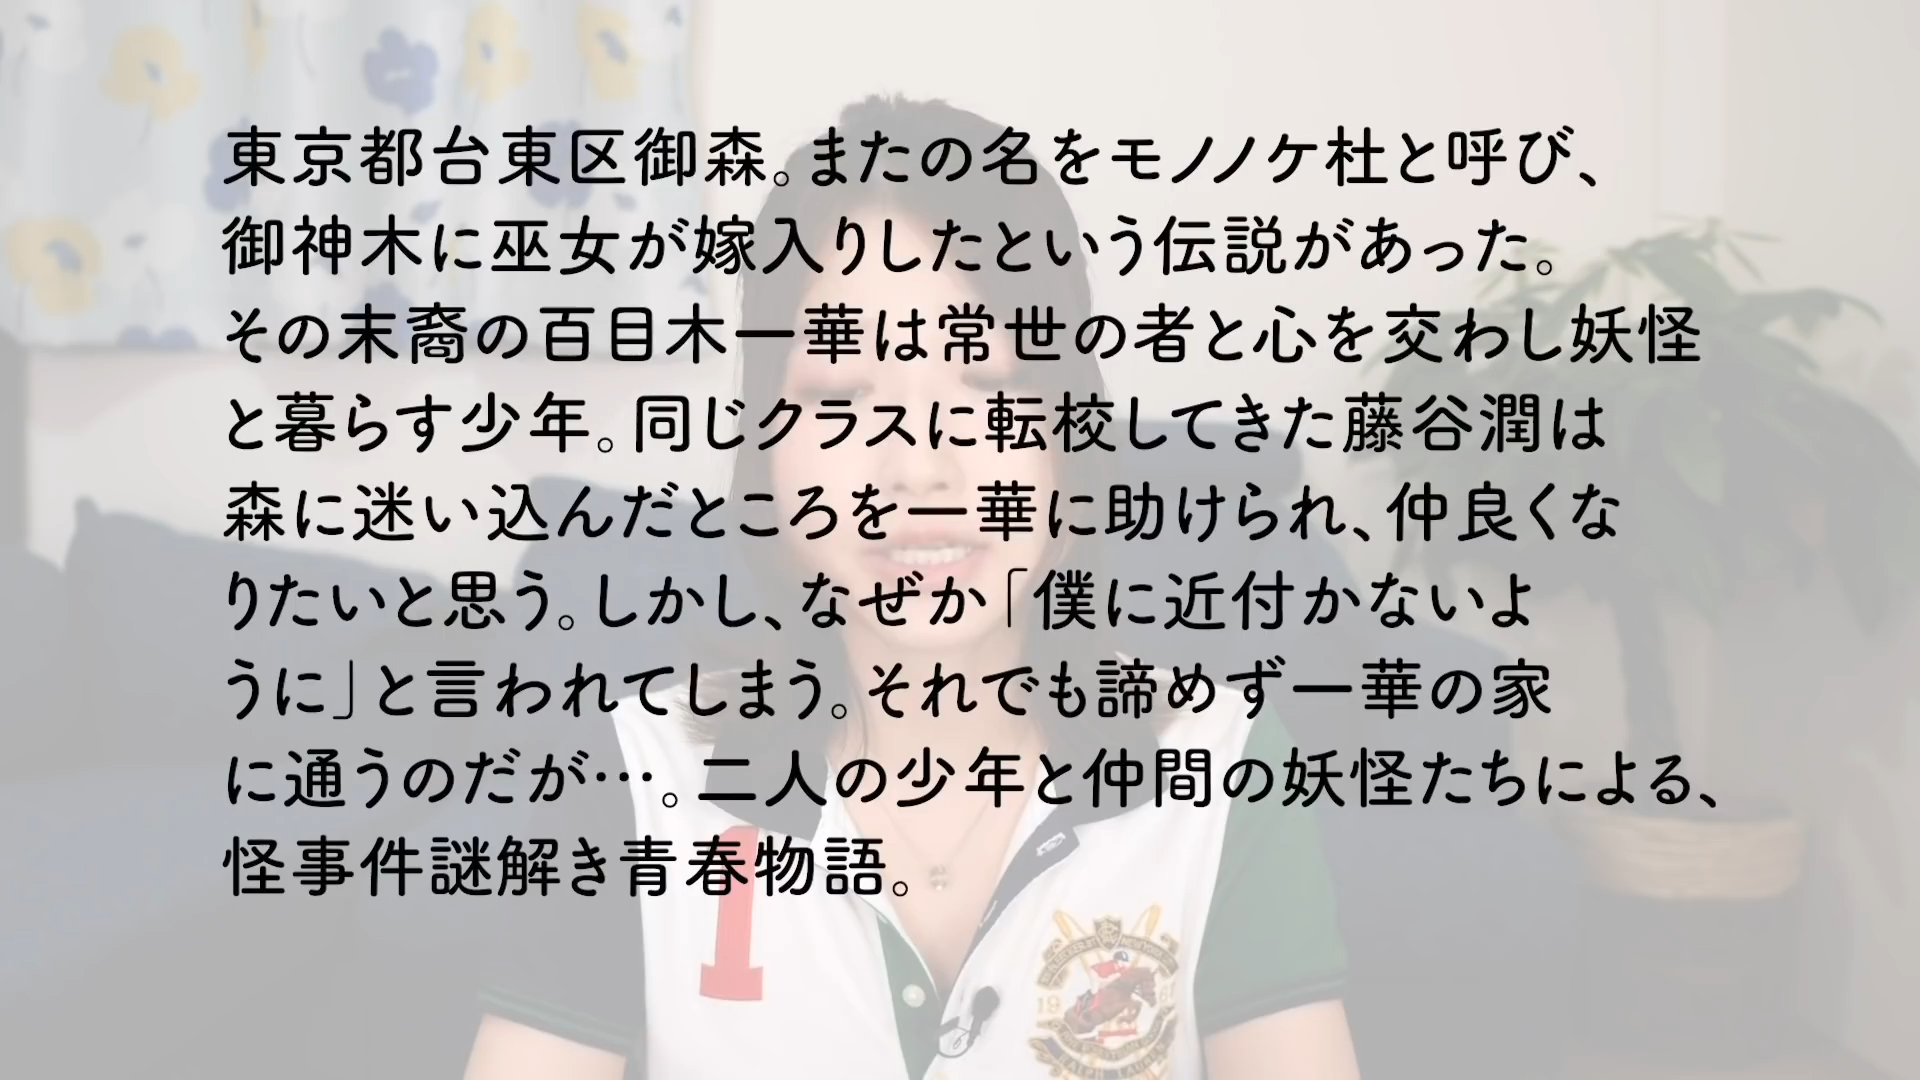 東京都台東区御森。またの名をモノノケ杜と呼び、
御神木に巫女が嫁入りしたという伝説があった。
その末裔の百目木一華は常世の者と心を交わし妖怪
と暮らす少年。同じクラスに転校してきた藤谷潤は
森に迷い込んだところを一華に助けられ、仲良くな
りたいと思う。しかし、なぜか「僕に近付かないよ
うに」と言われてしまう。それでも諦めず一華の家
に通うのだが…。二人の少年と仲間の妖怪たちによる、
怪事件謎解き青春物語。
1
19 61
RALPH LAUREN